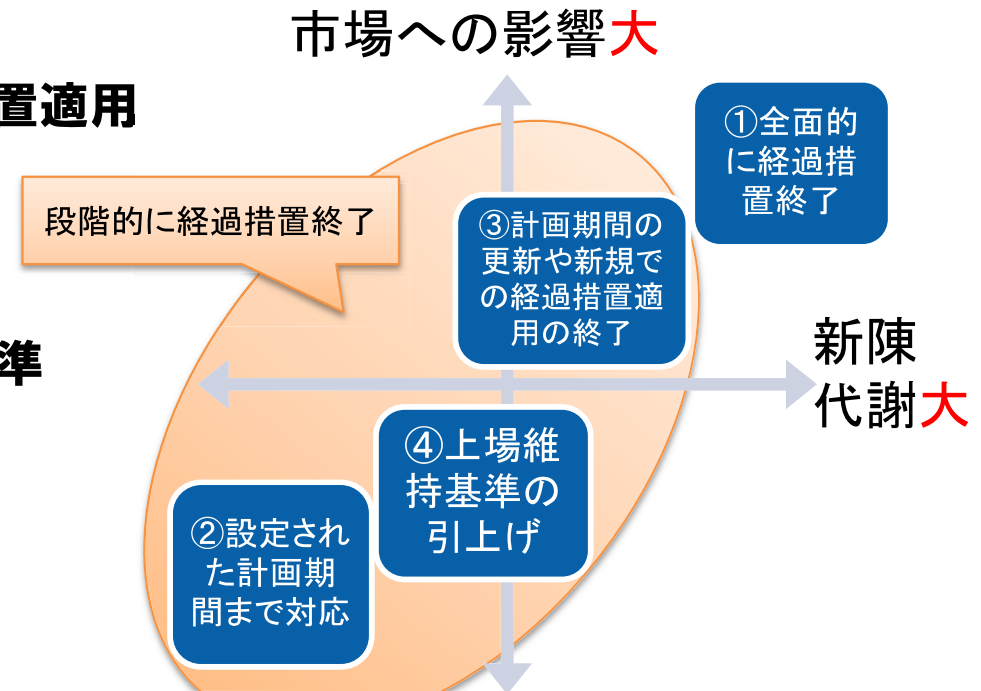 市場への影響大
置適用
①全面的
に経過措
置終了
段階的に経過措置終了
③計画期間の
更新や新規で
の経過措置適
用の終了
準
新陳
代謝大
④上場維
持基準の
引上げ
②設定され
た計画期
間まで対応